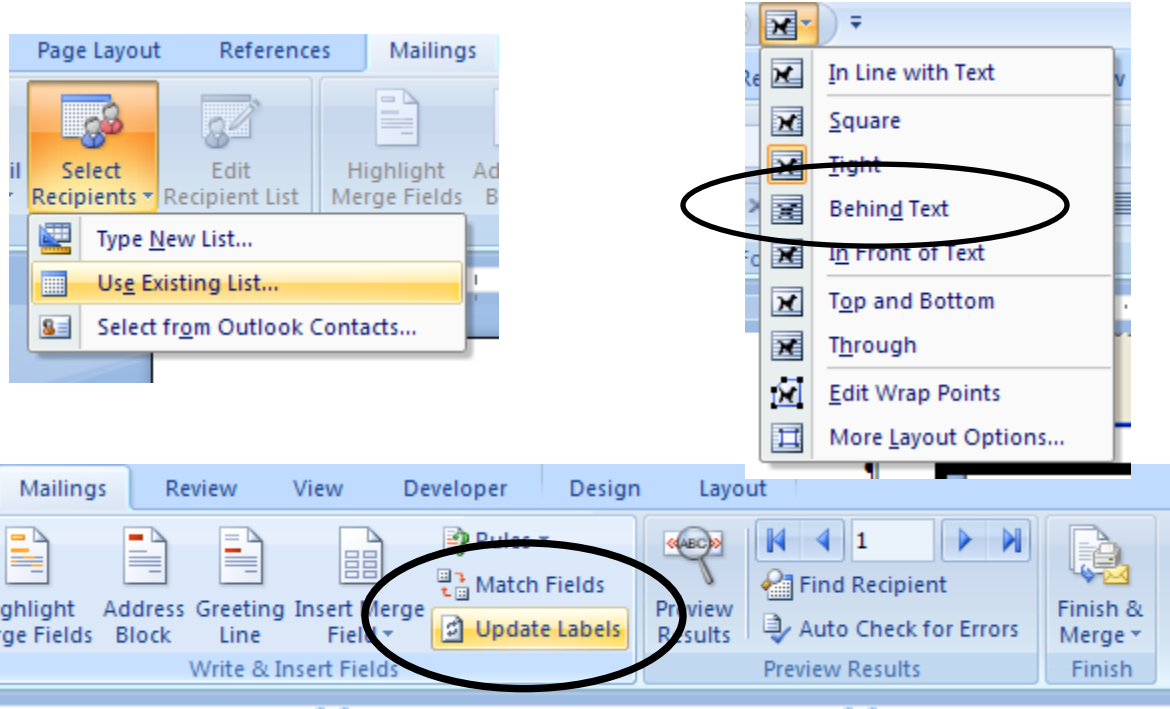 Page Layout References Mailings
Select Edit Highlight
Recipients Recipient List Merge Fields
Type New List...
Use Existing List...
Select from Outlook Contacts...
In Line with Text
Square
Tight
Behind Text
In Front of Text
Top and Bottom
Through
Edit Wrap Points
More Layout Options...
Mailings Review View Developer Design Layout
Rules
Match Fields
Update Labels
Address Greeting Insert Merge
Block Line Field
Write & Insert Fields
ABC
Preview
Results
1
Find Recipient
Auto Check for Errors
Preview Results
Finish &
Merge
Finish